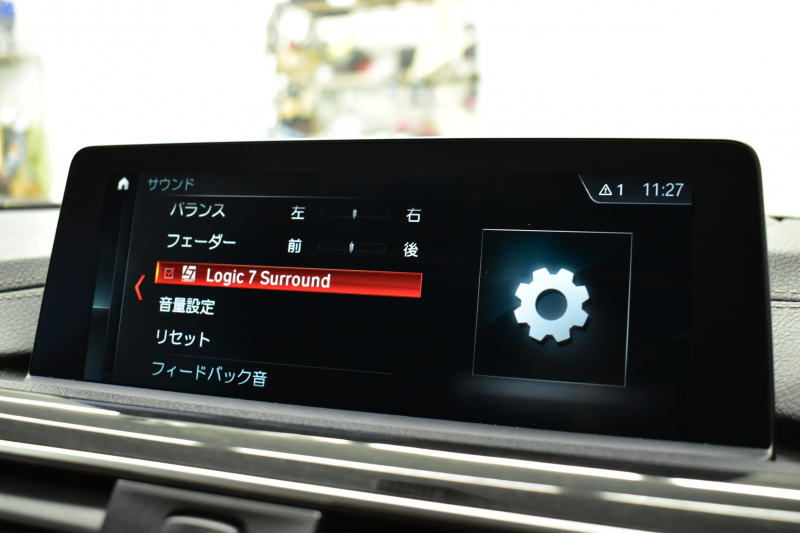 サウンド
⚠1 11:27
バランス 左 右
フェーダー 前 後
Logic 7 Surround
音量設定
リセット
フィードバック音